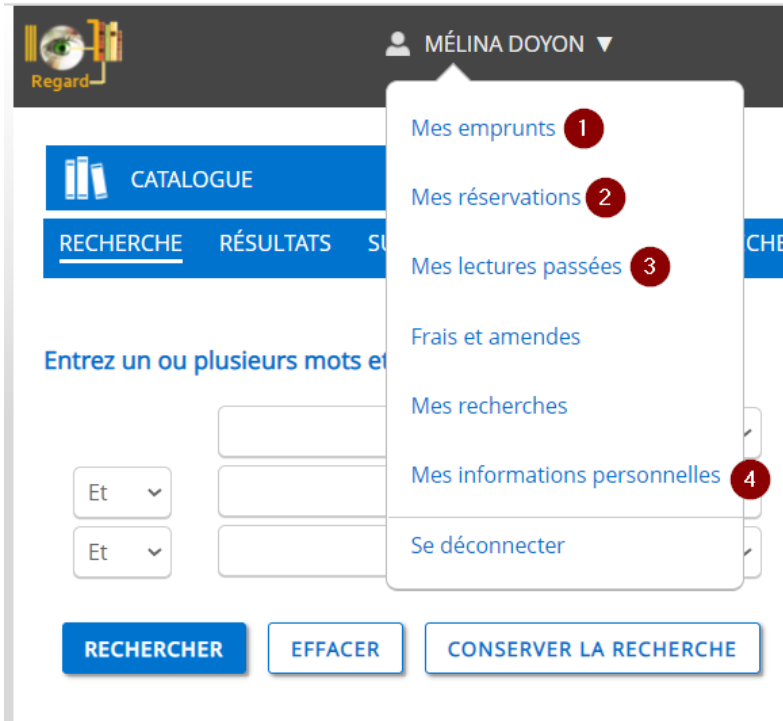 Regard
MÉLINA DOYON ▼
Mes emprunts 1
CATALOGUE
Mes réservations 2
RECHERCHE RÉSULTATS
Mes lectures passées 3
Entrez un ou plusieurs mots
Frais et amendes
Mes recherches
Et
Mes informations personnelles 4
Et
Se déconnecter
RECHERCHER EFFACER CONSERVER LA RECHERCHE